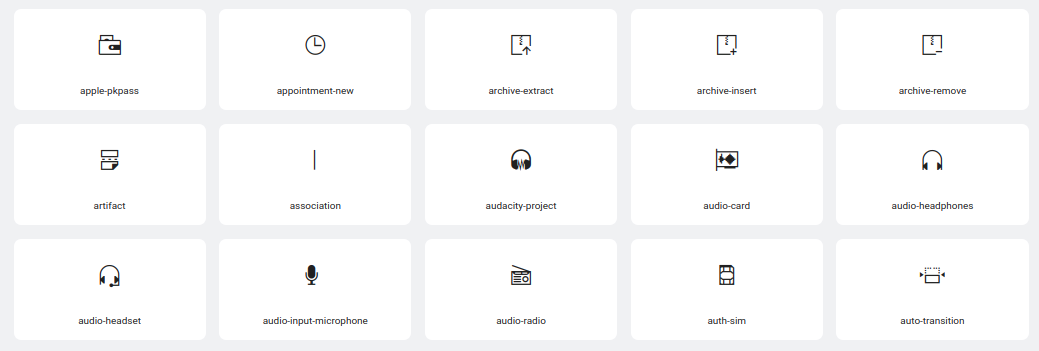 apple-pkpass
appointment-new
archive-extract
archive-insert
archive-remove
artifact
association
audacity-project
audio-card
audio-headphones
audio-headset
audio-input-microphone
audio-radio
auth-sim
auto-transition